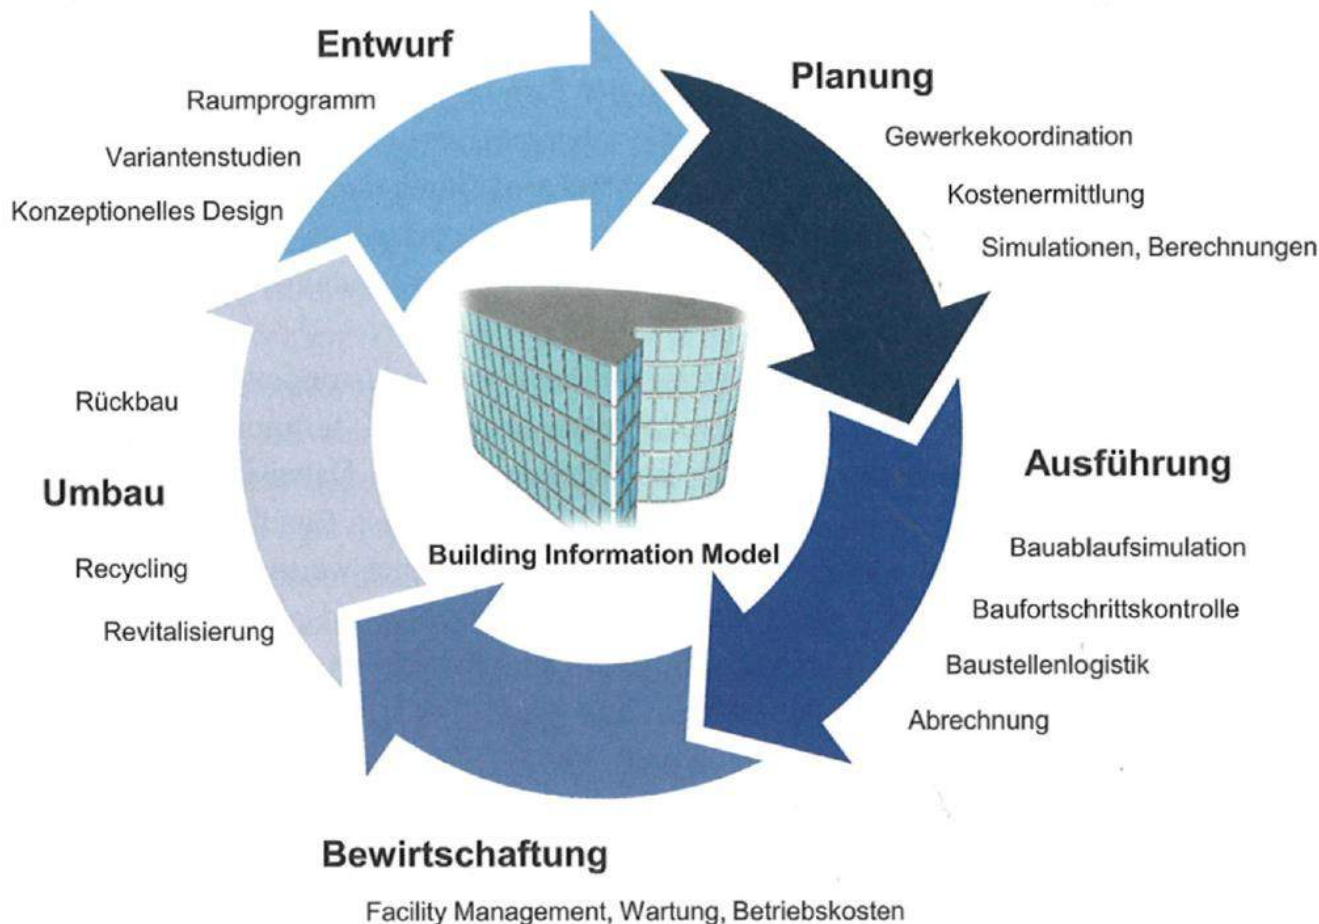 Entwurf
Raumprogramm
Variantenstudien
Konzeptionelles Design
Planung
Gewerkekoordination
Kostenermittlung
Simulationen, Berechnungen
Ausführung
Bauablaufsimulation
Baufortschrittskontrolle
Baustellenlogistik
Abrechnung
Bewirtschaftung
Facility Management, Wartung, Betriebskosten
Rückbau
Umbau
Recycling
Revitalisierung
Building Information Model